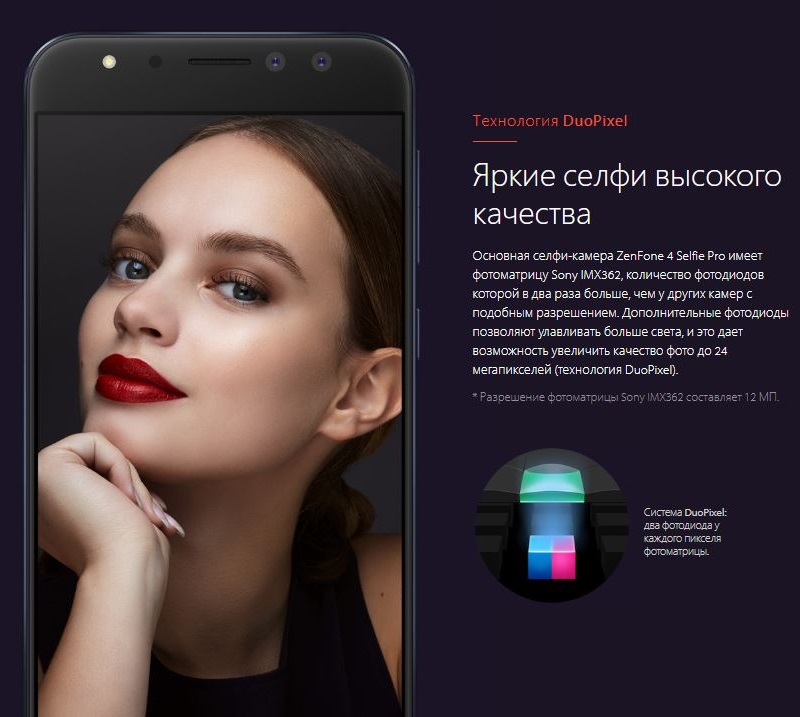 Технология DuoPixel
Яркие селфи высокого
качества
Основная селфи-камера ZenFone 4 Selfie Pro имеет
фотоматрицу Sony IMX362, количество фотодиодов
которой в два раза больше, чем у других камер с
подобным разрешением. Дополнительные фотодиоды
позволяют улавливать больше света, и это дает
возможность увеличить качество фото до 24
мегапикселей (технология DuoPixel).
* Разрешение фотоматрицы Sony IMX362 составляет 12 МП.
Система DuoPixel:
два фотодиода у
каждого пикселя
фотоматрицы.